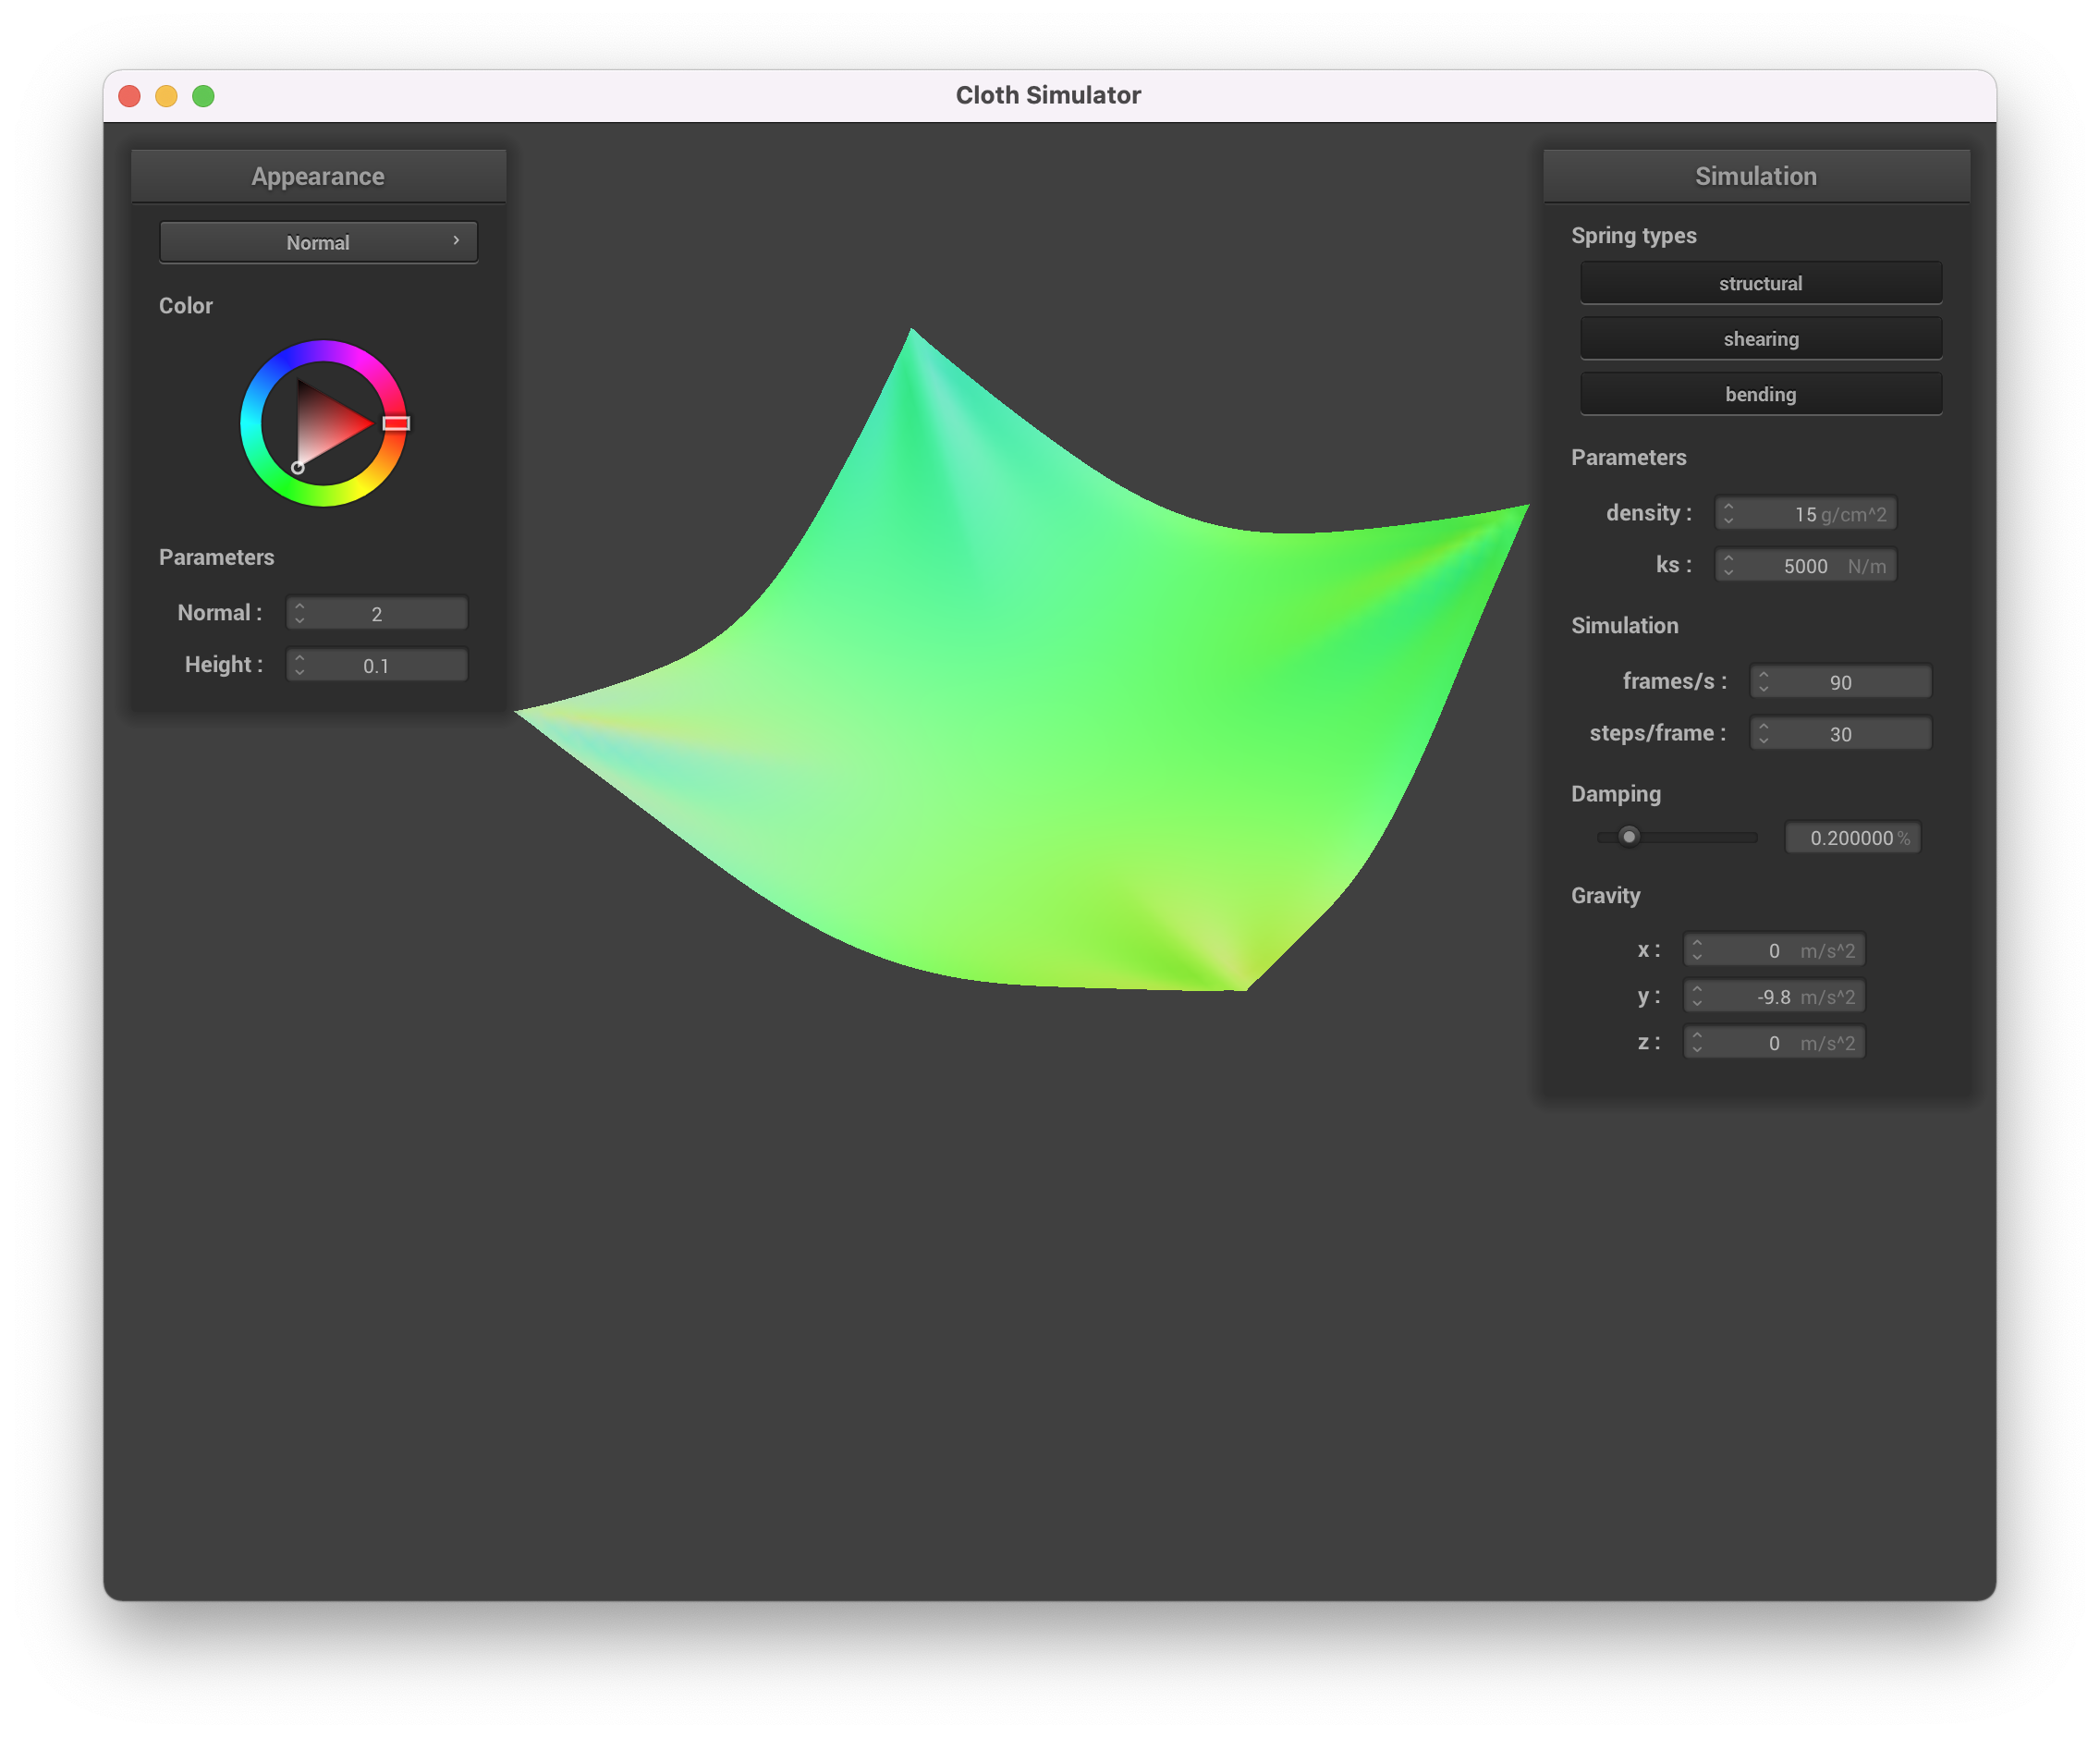 Cloth Simulator
Appearance
Normal
Color
Parameters
Normal : 2
Height : 0.1
Simulation
Spring types
structural
shearing
bending
Parameters
density : 15 g/cm^2
ks : 5000 N/m
Simulation
frames/s : 90
steps/frame : 30
Damping
0.200000 %
Gravity
x : 0 m/s^2
y : -9.8 m/s^2
z : 0 m/s^2